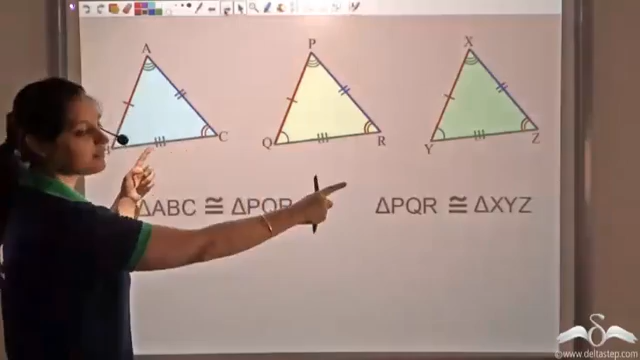 A P X
C Q R Y Z
ΔABC ≅ ΔPQR ΔPQR ≅ ΔXYZ
© www.deltastep.com